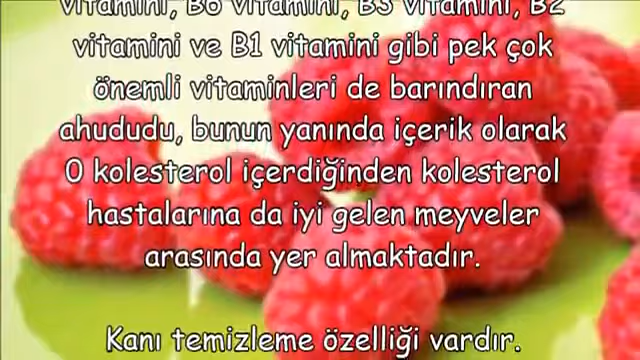 vitamini, B6 vitamini, B3 vitamini, B2
vitamini ve B1 vitamini gibi pek çok
önemli vitaminleri de barındıran
ahududu, bunun yanında içerik olarak
0 kolesterol içerdiğinden kolesterol
hastalarına da iyi gelen meyveler
arasında yer almaktadır.
Kanı temizleme özelliği vardır.